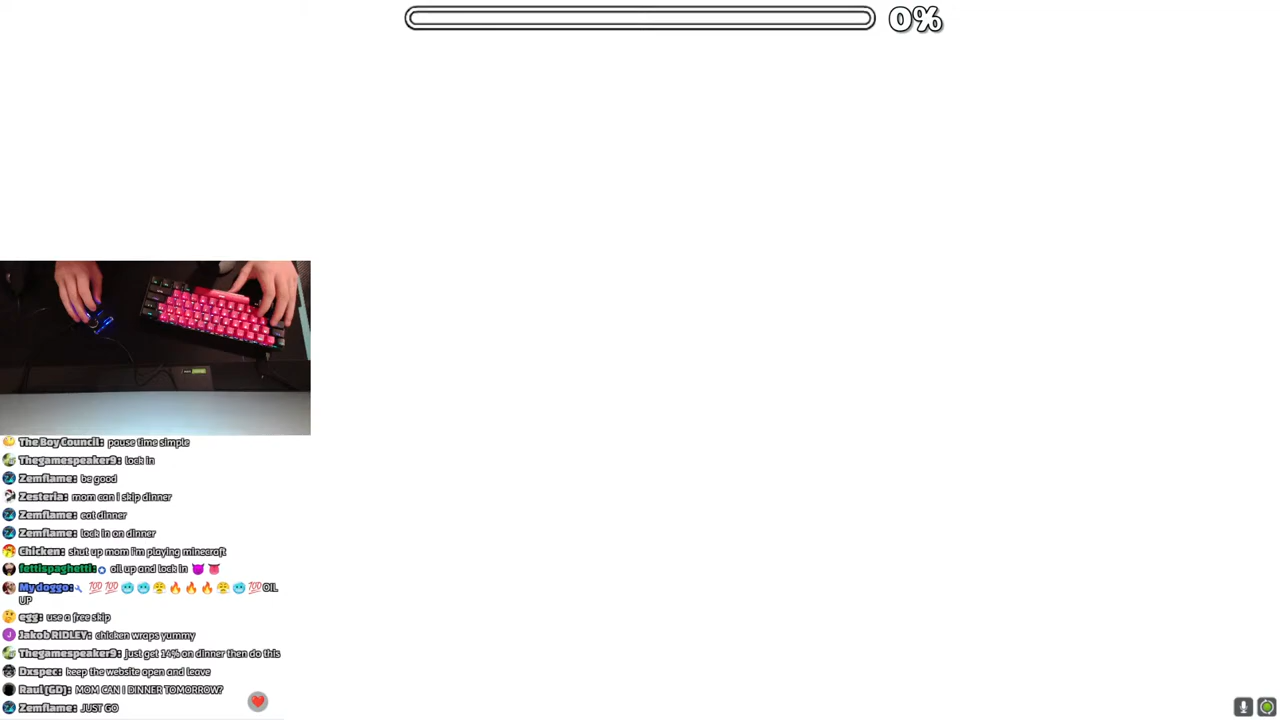 0%
The Boy Council: pause time simple
Thegamespeaker9: lock in
Zemflame: be good
Zesteria: mom can I skip dinner
Zemflame: eat dinner
Zemflame: lock in on dinner
Chicken: shut up mom i'm playing minecraft
fettispaghetti: oil up and lock in 😈 👅
My doggo: 💯 💯 🥶 🥶 😤 🔥 🔥 🔥 😤 🥶 💯 OIL
UP
egg: use a free skip
J Jakob RIDLEY: chicken wraps yummy
Thegamespeaker9: just get 14% on dinner then do this
Dxspec: keep the website open and leave
Raul (GD): MOM CAN I DINNER TOMORROW?
Zemflame: JUST GO